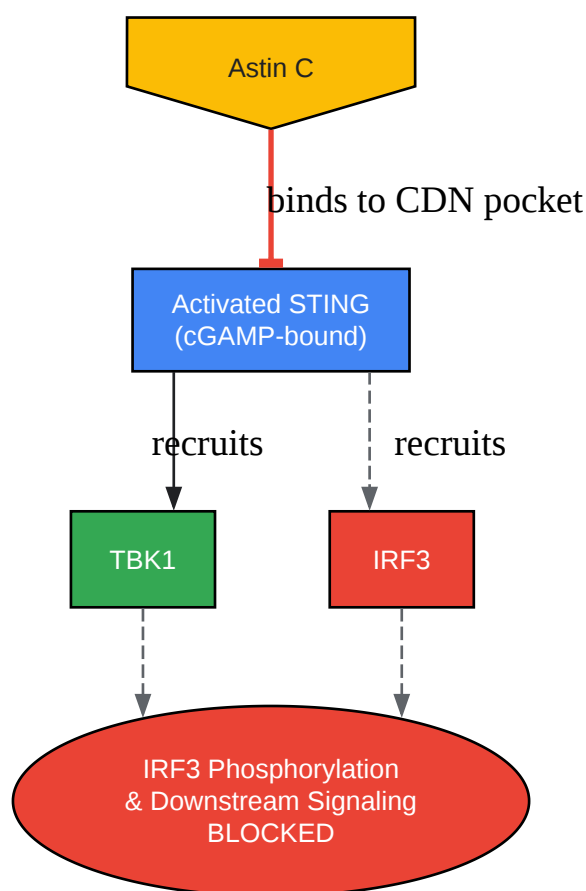 Astin C
binds to CDN pocket
Activated STING
(cGAMP-bound)
recruits
recruits
TBK1
IRF3
IRF3 Phosphorylation
& Downstream Signaling
BLOCKED